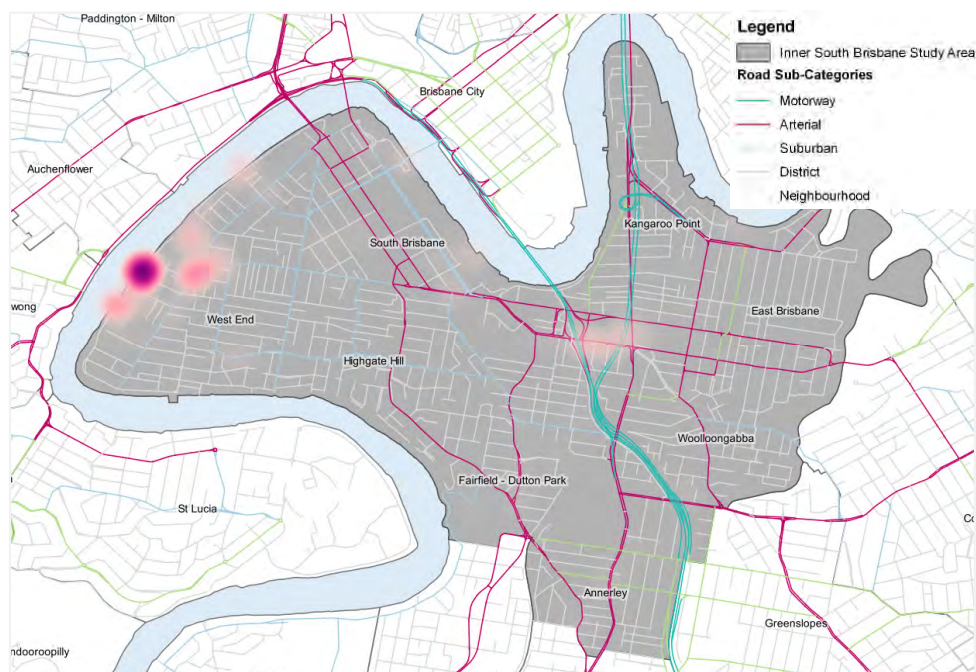 Paddington - Milton
Legend
Inner South Brisbane Study Area
Road Sub-Categories
Motorway
Arterial
Suburban
District
Neighbourhood
Brisbane City
Auchenflower
Kangaroo Point
South Brisbane
wong
East Brisbane
West End
Highgate Hill
Woolloongabba
Fairfield - Dutton Park
St Lucia
Co
Annerley
Greenslopes
ndooroopilly